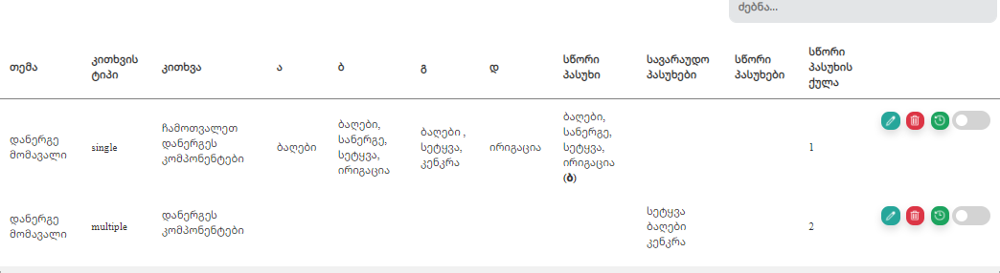 ძებნა...
თემა
კითხვის
ტიპი
კითხვა
ა
ბ
გ
დ
სწორი
პასუხი
სავარაუდო
პასუხები
სწორი
პასუხები
სწორი
პასუხის
ქულა
დანერგე
მომავალი
single
ჩამოთვალეთ
დანერგეს
კომპონენტები
ბაღები
ბაღები,
სანერგე,
სეტყვა,
ირიგაცია
ბაღები ,
სეტყვა,
კენკრა
ირიგაცია
ბაღები,
სანერგე,
სეტყვა,
ირიგაცია
(ბ)
1
დანერგე
მომავალი
multiple
დანერგეს
კომპონენტები
სეტყვა
ბაღები
კენკრა
2